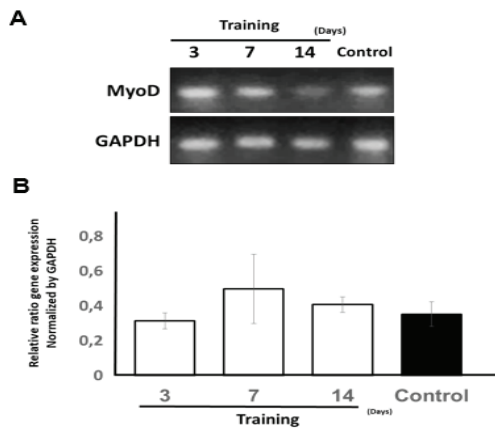 A
Training (Days)
3 7 14 Control
MyoD
GAPDH
B
Relative ratio gene expression
Normalized by GAPDH
0,8
0,6
0,4
0,2
0
3 7 14 Control
Training (Days)